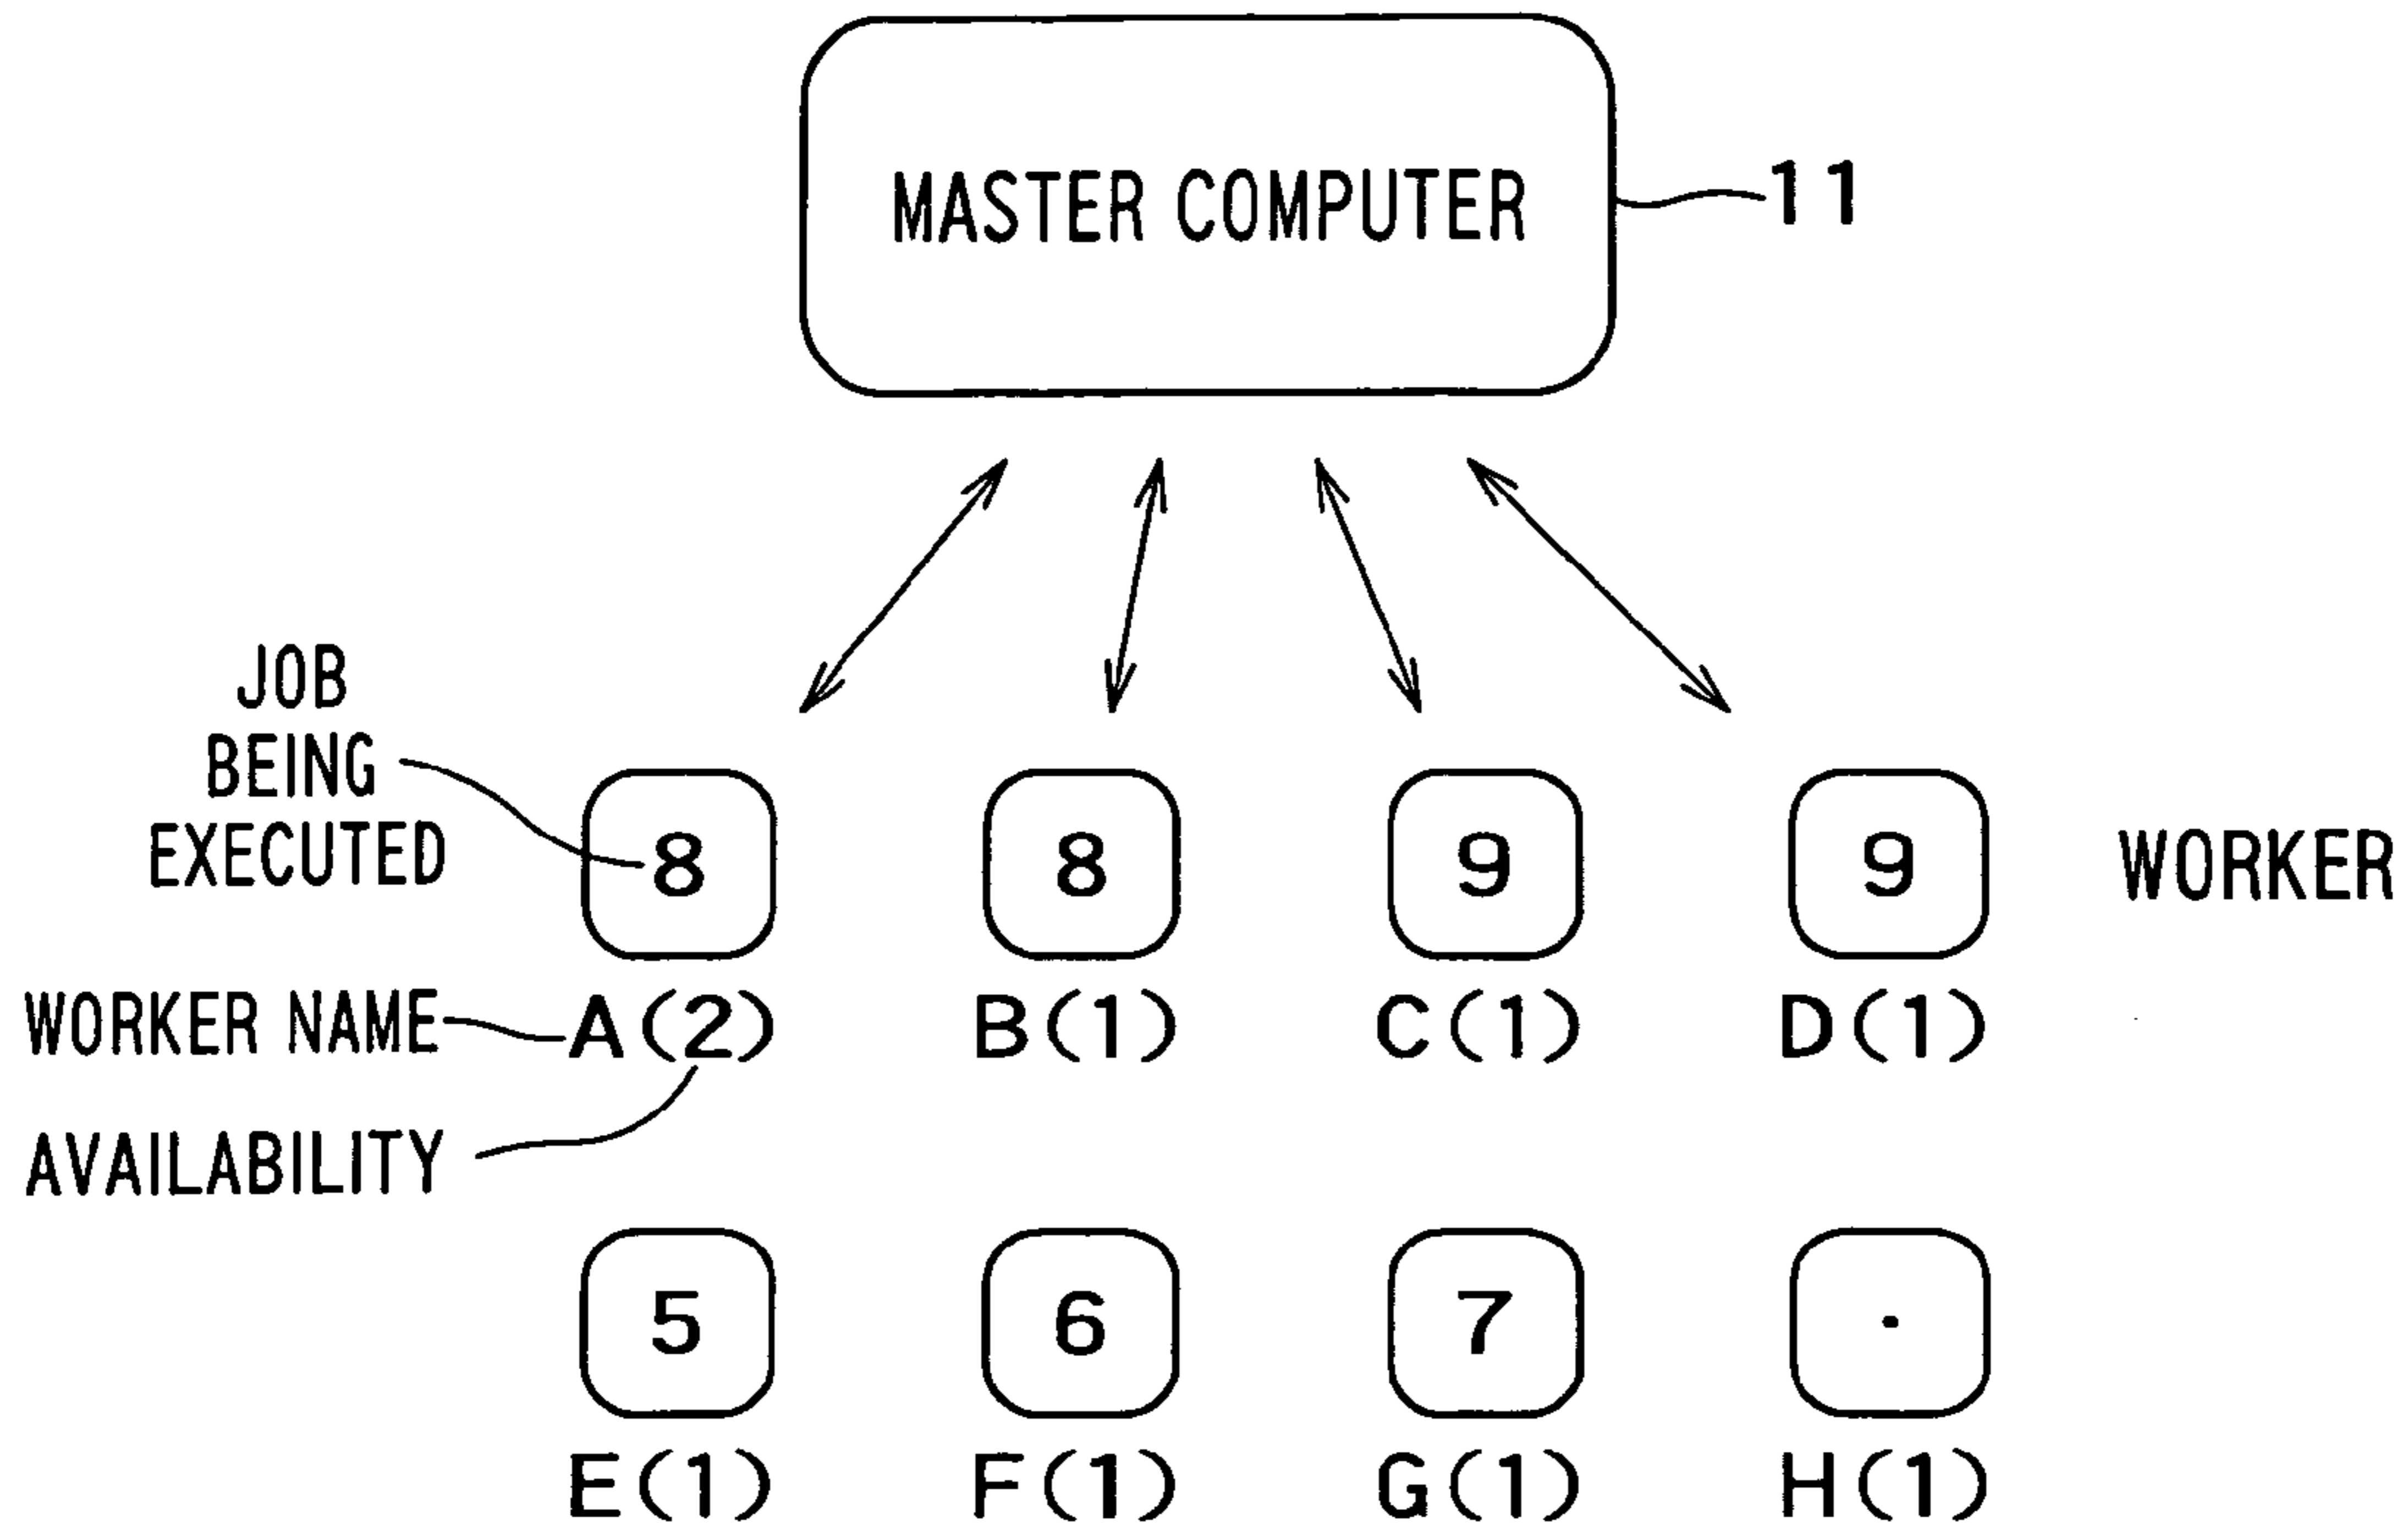 MASTER COMPUTER
11
JOB
BEING
EXECUTED
8 8 9 9 WORKER
WORKER NAME A(2) B(1) C(1) D(1)
AVAILABILITY
5 6 7 ·
E(1) F(1) G(1) H(1)